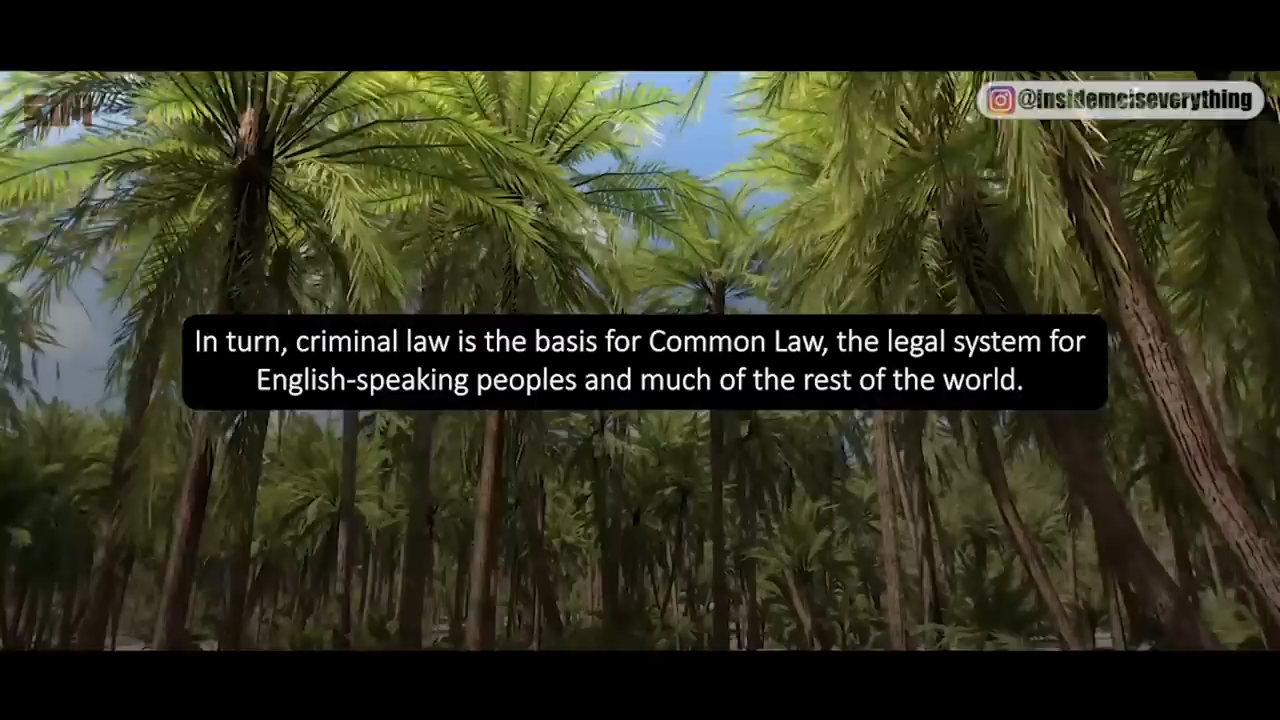 @insidemeiseverything
In turn, criminal law is the basis for Common Law, the legal system for
English-speaking peoples and much of the rest of the world.